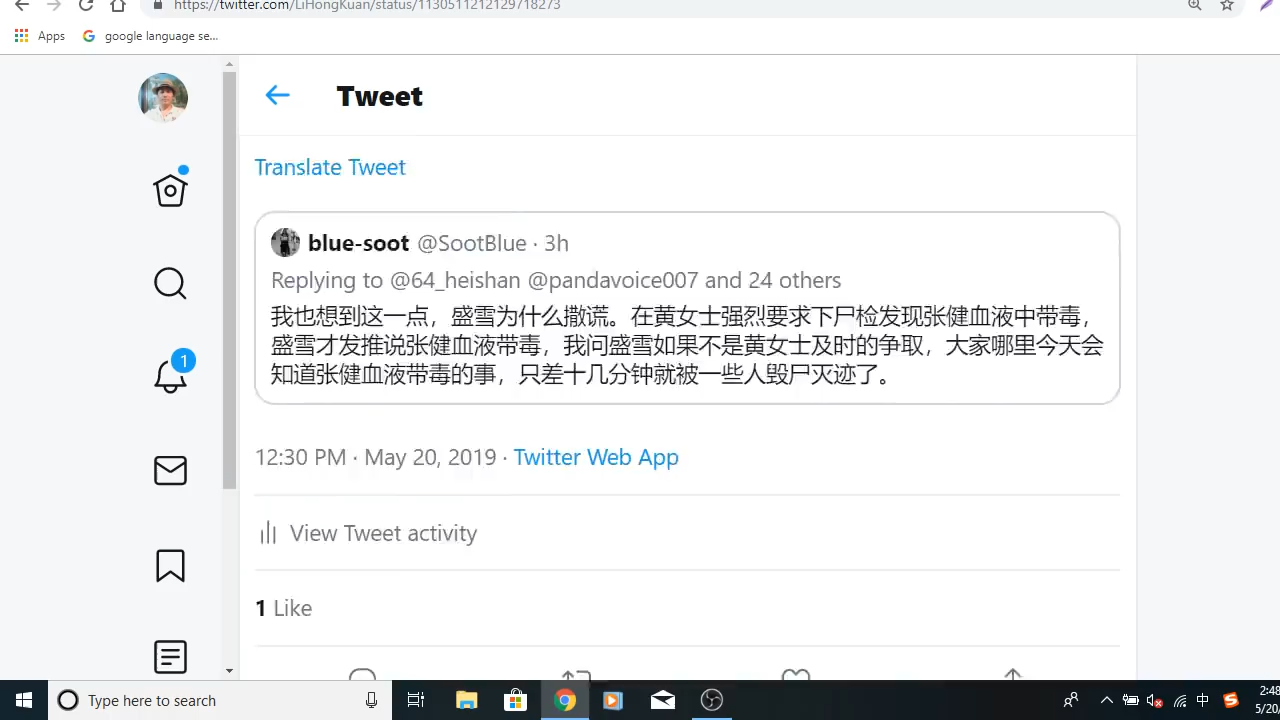 https://twitter.com/LiHongKuan/status/1130511212129718273
Apps
google language se...
Tweet
Translate Tweet
blue-soot @SootBlue · 3h
Replying to @64_heishan @pandavoice007 and 24 others
我也想到这一点，盛雪为什么撒谎。在黄女士强烈要求下尸检发现张健血液中带毒，
盛雪才发推说张健血液带毒，我问盛雪如果不是黄女士及时的争取，大家哪里今天会
知道张健血液带毒的事，只差十几分钟就被一些人毁尸灭迹了。
1
12:30 PM · May 20, 2019 · Twitter Web App
View Tweet activity
1 Like
Type here to search
中
2:48
5/20/